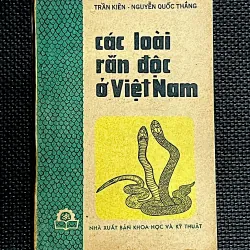 TRẦN KIÊN - NGUYỄN QUỐC THẮNG
các loài
rắn độc
ở Việt Nam
NHÀ XUẤT BẢN KHOA HỌC VÀ KỸ THUẬT